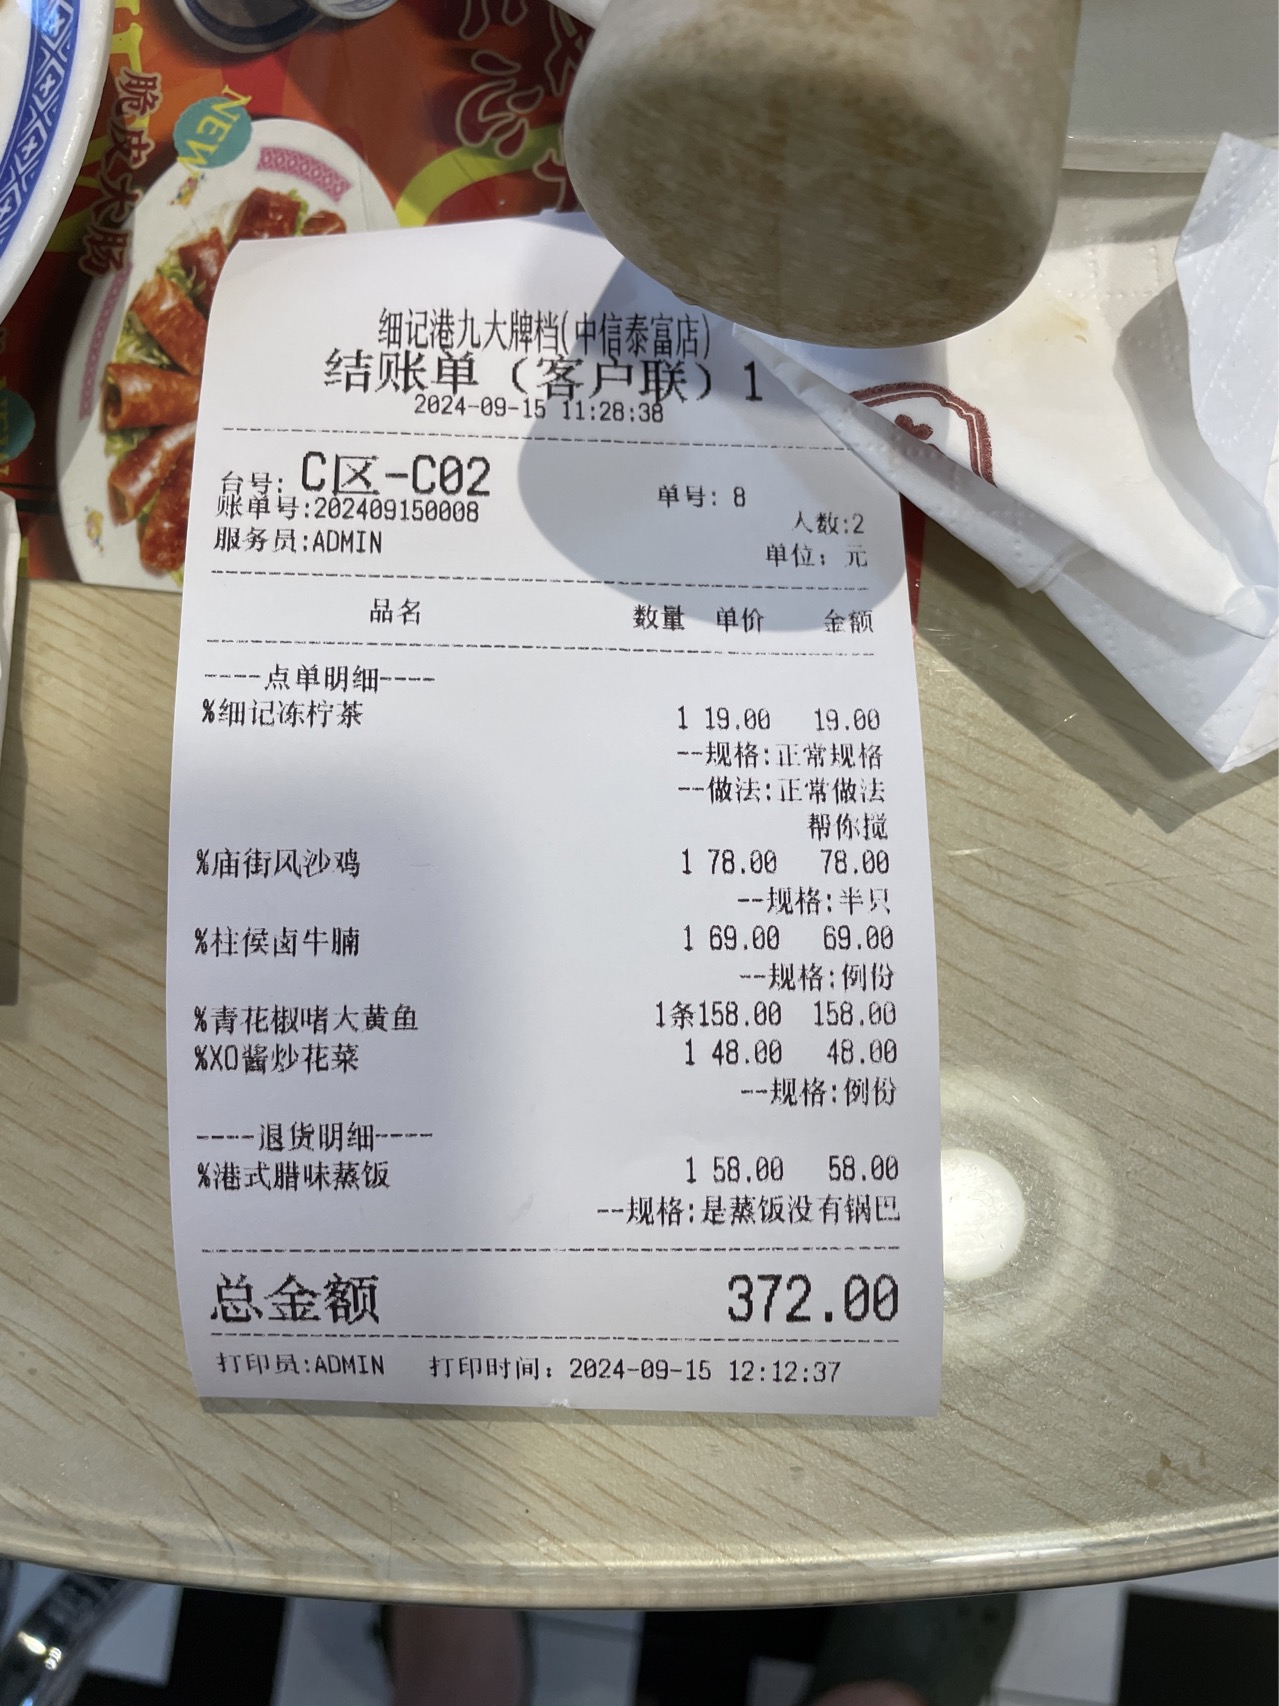 脆皮大肠
NEW
心
细记港九大牌档(中信泰富店)
结账单（客户联）1
2024-09-15 11:28:38
台号: C区-C02 单号: 8
账单号:202409150008 人数:2
服务员:ADMIN 单位: 元
品名 数量 单价 金额
----点单明细----
%细记冻柠茶 1 19.00 19.00
--规格:正常规格
--做法:正常做法
帮你搅
%庙街风沙鸡 1 78.00 78.00
--规格:半只
%柱侯卤牛腩 1 69.00 69.00
--规格:例份
%青花椒啫大黄鱼 1条158.00 158.00
%XO酱炒花菜 1 48.00 48.00
--规格:例份
----退货明细----
%港式腊味蒸饭 1 58.00 58.00
--规格:是蒸饭没有锅巴
总金额 372.00
打印员:ADMIN 打印时间: 2024-09-15 12:12:37